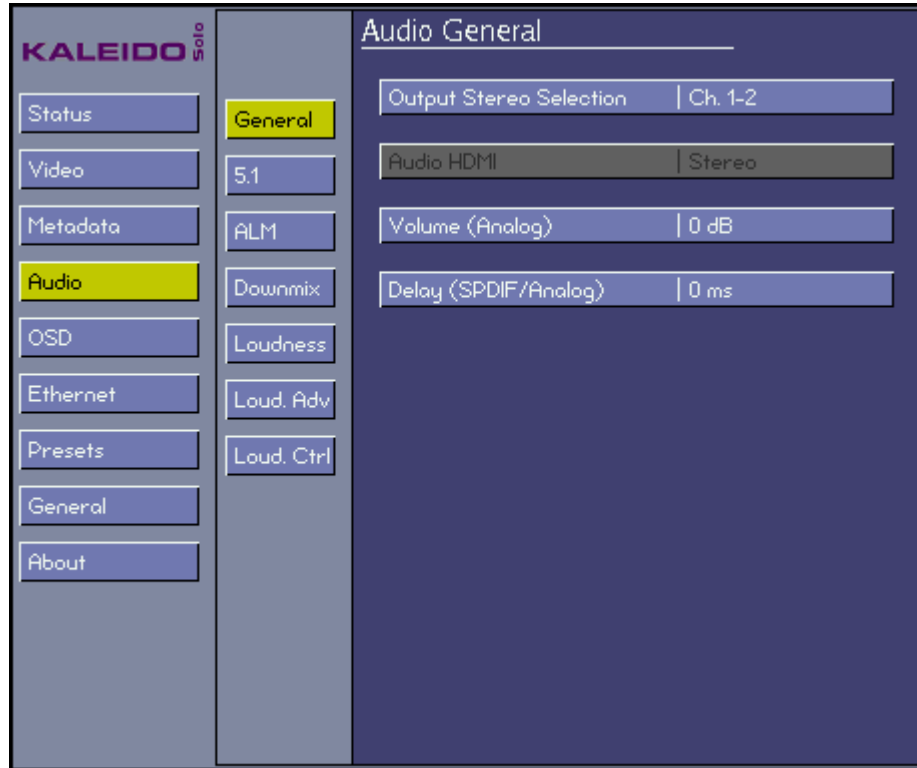 KALEIDO solo
Status
Video
Metadata
Audio
OSD
Ethernet
Presets
General
About
General
5.1
ALM
Downmix
Loudness
Loud. Adv
Loud. Ctrl
Audio General
Output Stereo Selection | Ch. 1-2
Audio HDMI | Stereo
Volume (Analog) | 0 dB
Delay (SPDIF/Analog) | 0 ms